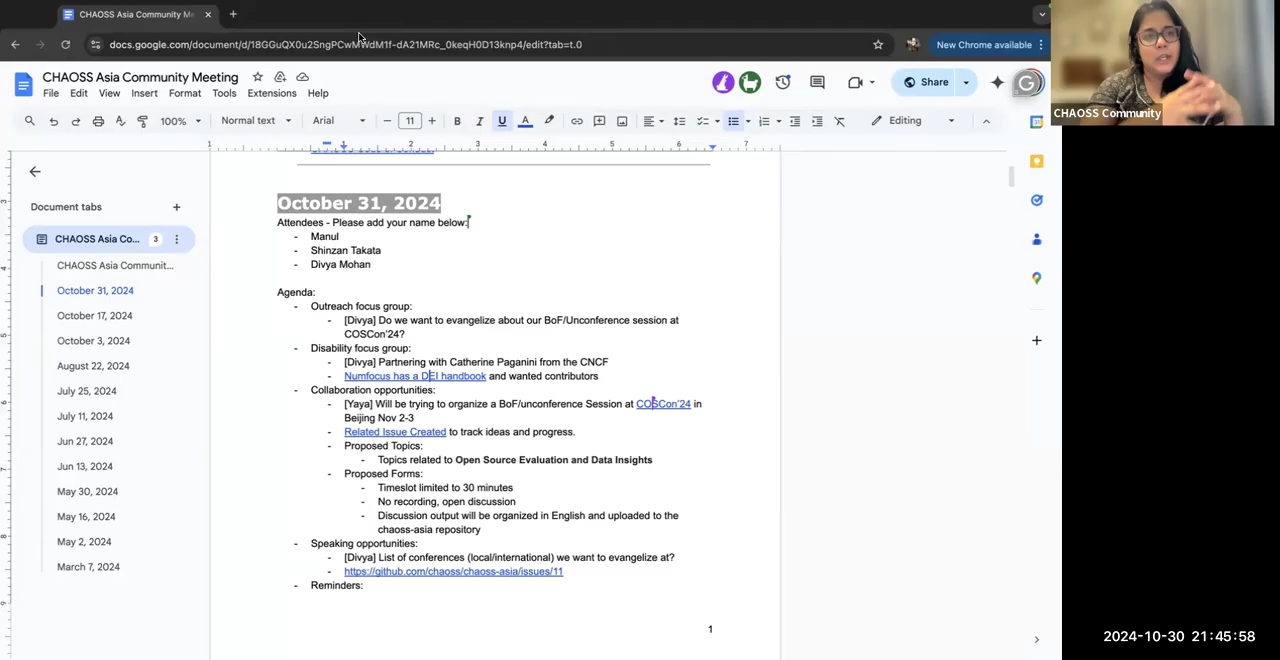 CHAOSS Asia Community Me
docs.google.com/document/d/18GGuQX0u2SngPCwMWdM1f-dA21MRc_0keqH0D13knp4/edit?tab=t.0
New Chrome available
CHAOSS Asia Community Meeting
File Edit View Insert Format Tools Extensions Help
Share
100% Normal text Arial 11 Editing
1 1 2 3 4 5 6 7
Document tabs
CHAOSS Asia Co... 3
CHAOSS Asia Communit...
October 31, 2024
October 17, 2024
October 3, 2024
August 22, 2024
July 25, 2024
July 11, 2024
Jun 27, 2024
Jun 13, 2024
May 30, 2024
May 16, 2024
May 2, 2024
March 7, 2024
October 31, 2024
Attendees - Please add your name below:
- Manul
- Shinzan Takata
- Divya Mohan
Agenda:
- Outreach focus group:
- [Divya] Do we want to evangelize about our BoF/Unconference session at
COSCon'24?
- Disability focus group:
- [Divya] Partnering with Catherine Paganini from the CNCF
- Numfocus has a DEI handbook and wanted contributors
- Collaboration opportunities:
- [Yaya] Will be trying to organize a BoF/unconference Session at COSCon'24 in
Beijing Nov 2-3
- Related Issue Created to track ideas and progress.
- Proposed Topics:
- Topics related to Open Source Evaluation and Data Insights
- Proposed Forms:
- Timeslot limited to 30 minutes
- No recording, open discussion
- Discussion output will be organized in English and uploaded to the
chaoss-asia repository
- Speaking opportunities:
- [Divya] List of conferences (local/international) we want to evangelize at?
- https://github.com/chaoss/chaoss-asia/issues/11
- Reminders:
1
CHAOSS Community
2024-10-30 21:45:58